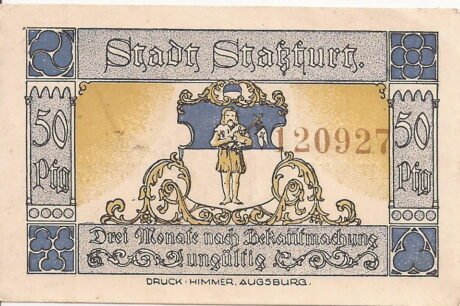 Stadt Staßfurt.
50
Pfg
120927
50
Pfg
Drei Monate nach Bekanntmachung
ungültig
DRUCK · HIMMER, AUGSBURG.